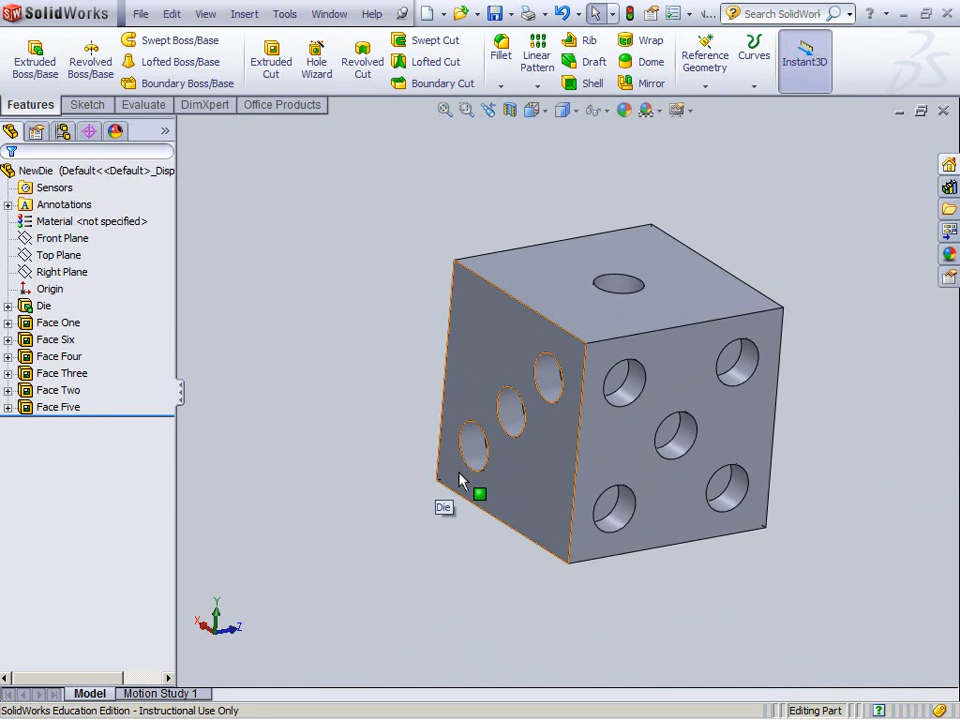 SolidWorks File Edit View Insert Tools Window Help v... Search SolidWork
Extruded Boss/Base Revolved Boss/Base Swept Boss/Base Lofted Boss/Base Boundary Boss/Base Extruded Cut Hole Wizard Revolved Cut Swept Cut Lofted Cut Boundary Cut Fillet Linear Pattern Rib Draft Shell Wrap Dome Mirror Reference Geometry Curves Instant3D
Features Sketch Evaluate DimXpert Office Products
NewDie (Default<<Default>_Disp
Sensors
Annotations
Material <not specified>
Front Plane
Top Plane
Right Plane
Origin
Die
Face One
Face Six
Face Four
Face Three
Face Two
Face Five
Die
Y
X
Z
Model Motion Study 1
SolidWorks Education Edition - Instructional Use Only Editing Part